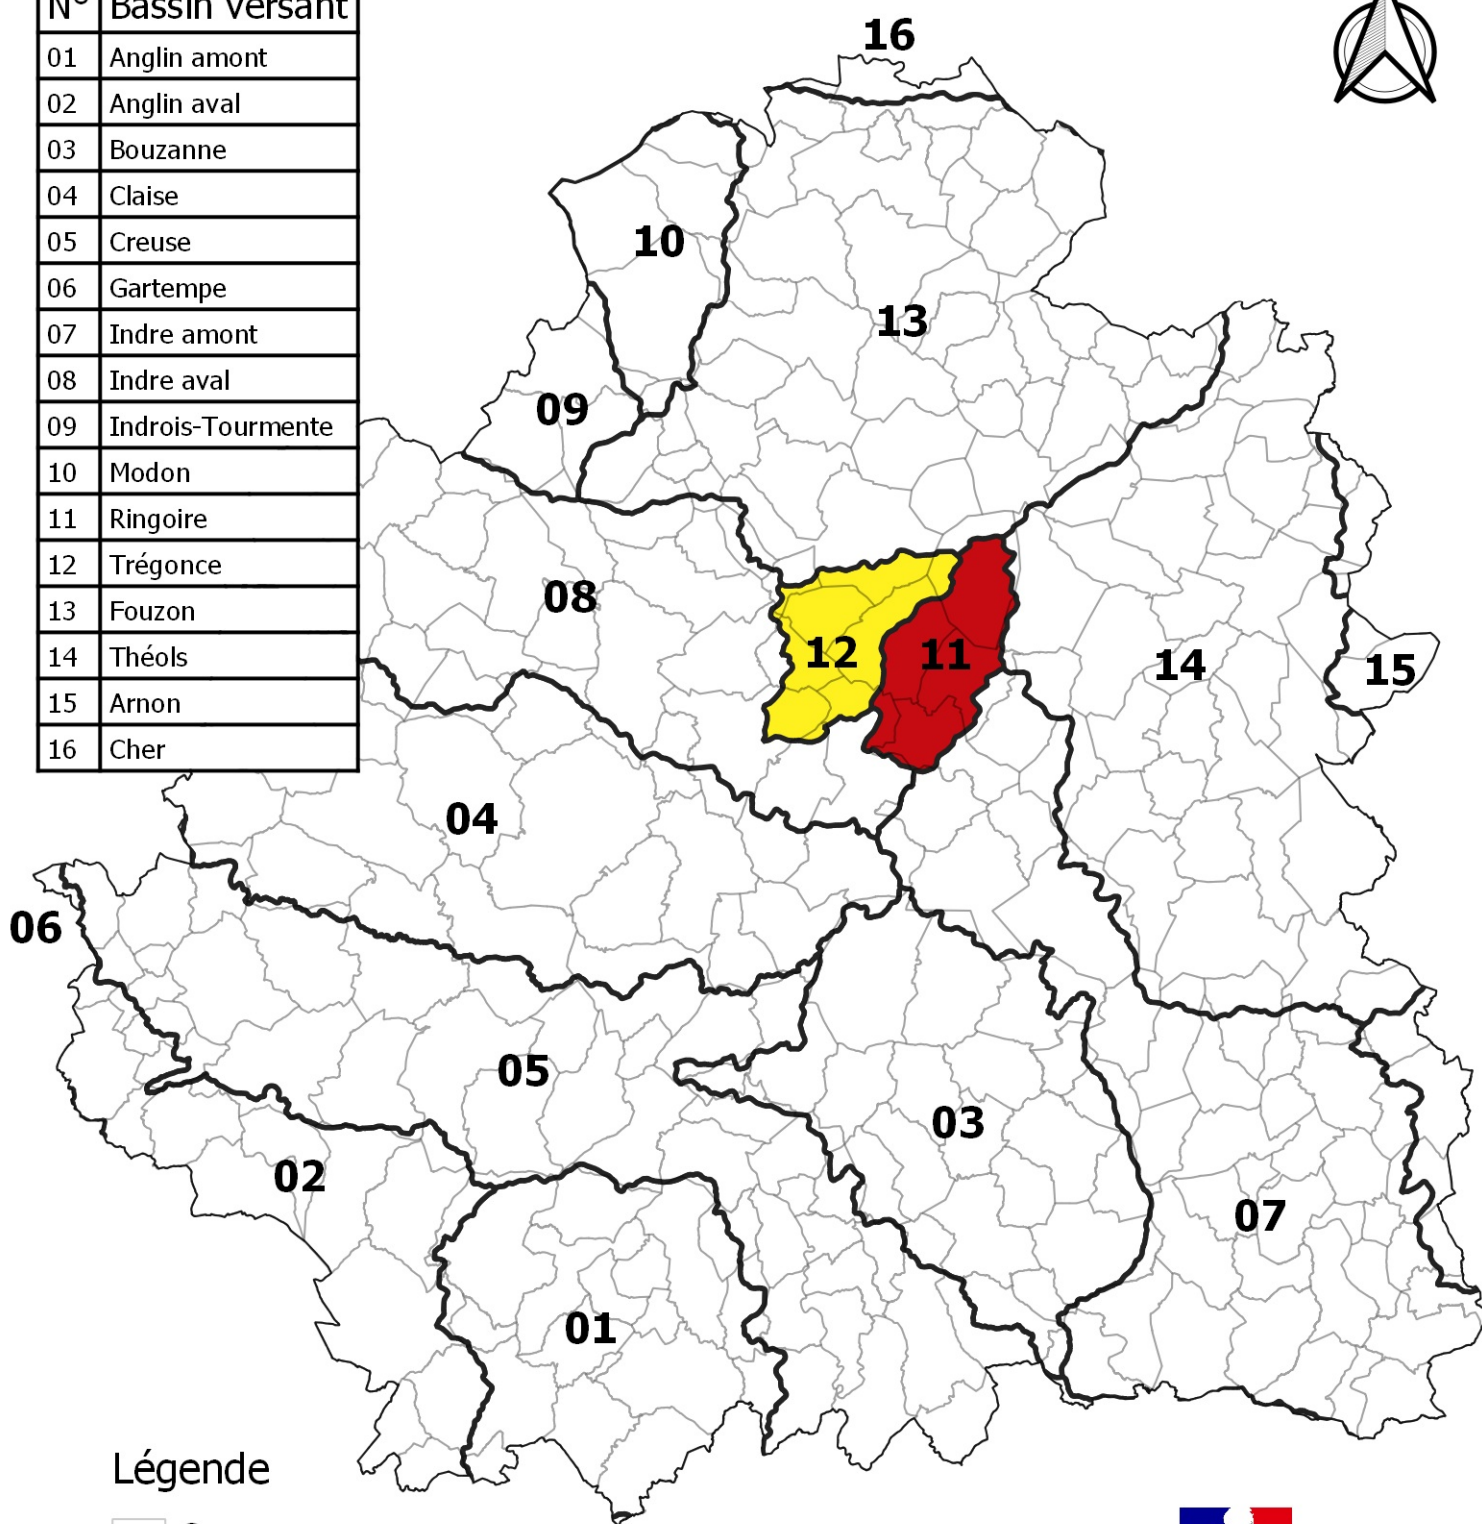 N° Bassin versant
01 Anglin amont
02 Anglin aval
03 Bouzanne
04 Claise
05 Creuse
06 Gartempe
07 Indre amont
08 Indre aval
09 Indrois-Tourmente
10 Modon
11 Ringoire
12 Trégonce
13 Fouzon
14 Théols
15 Arnon
16 Cher
16
10
13
09
08
12
11
14
15
04
06
05
03
02
07
01
Légende